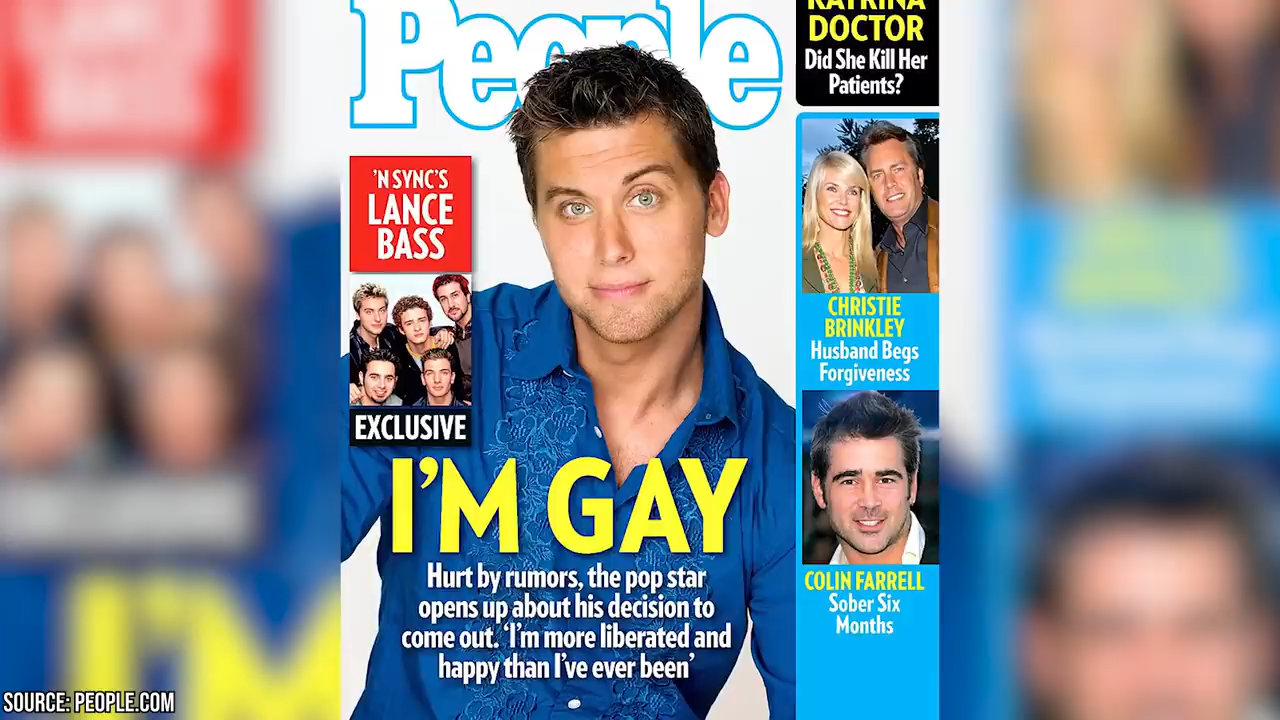 People
KATRINA
DOCTOR
Did She Kill Her
Patients?
'N SYNC'S
LANCE
BASS
EXCLUSIVE
I'M GAY
Hurt by rumors, the pop star
opens up about his decision to
come out. 'I'm more liberated and
happy than I've ever been'
CHRISTIE
BRINKLEY
Husband Begs
Forgiveness
COLIN FARRELL
Sober Six
Months
SOURCE: PEOPLE.COM